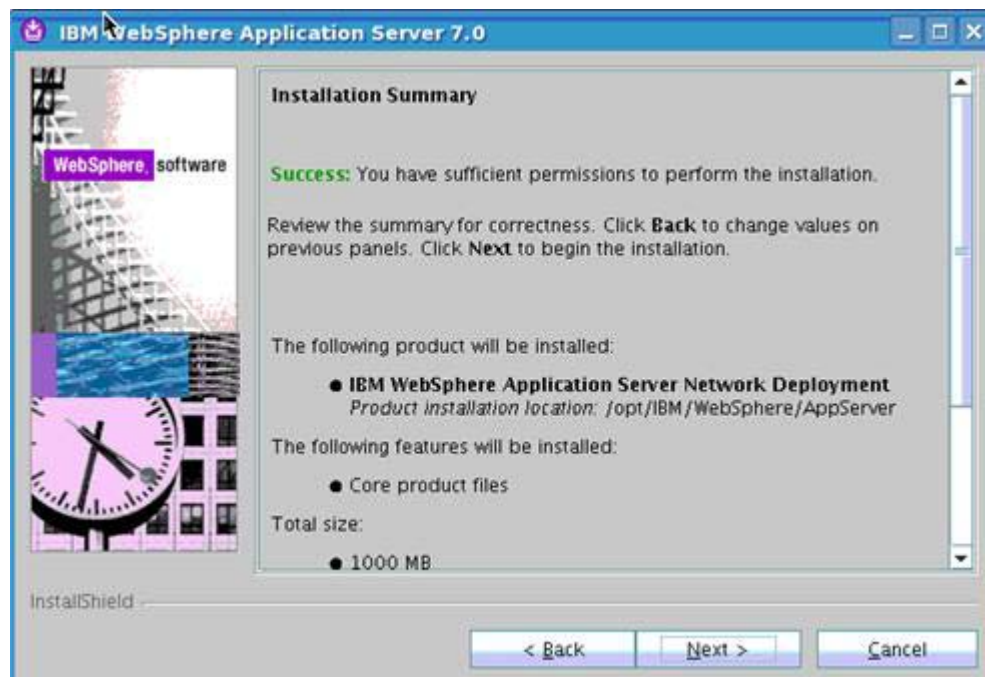 IBM WebSphere Application Server 7.0
WebSphere. software
Installation Summary
Success: You have sufficient permissions to perform the installation.
Review the summary for correctness. Click Back to change values on
previous panels. Click Next to begin the installation.
The following product will be installed:
● IBM WebSphere Application Server Network Deployment
Product installation location: /opt/IBM/WebSphere/AppServer
The following features will be installed:
● Core product files
Total size:
● 1000 MB
InstallShield
< Back
Next >
Cancel